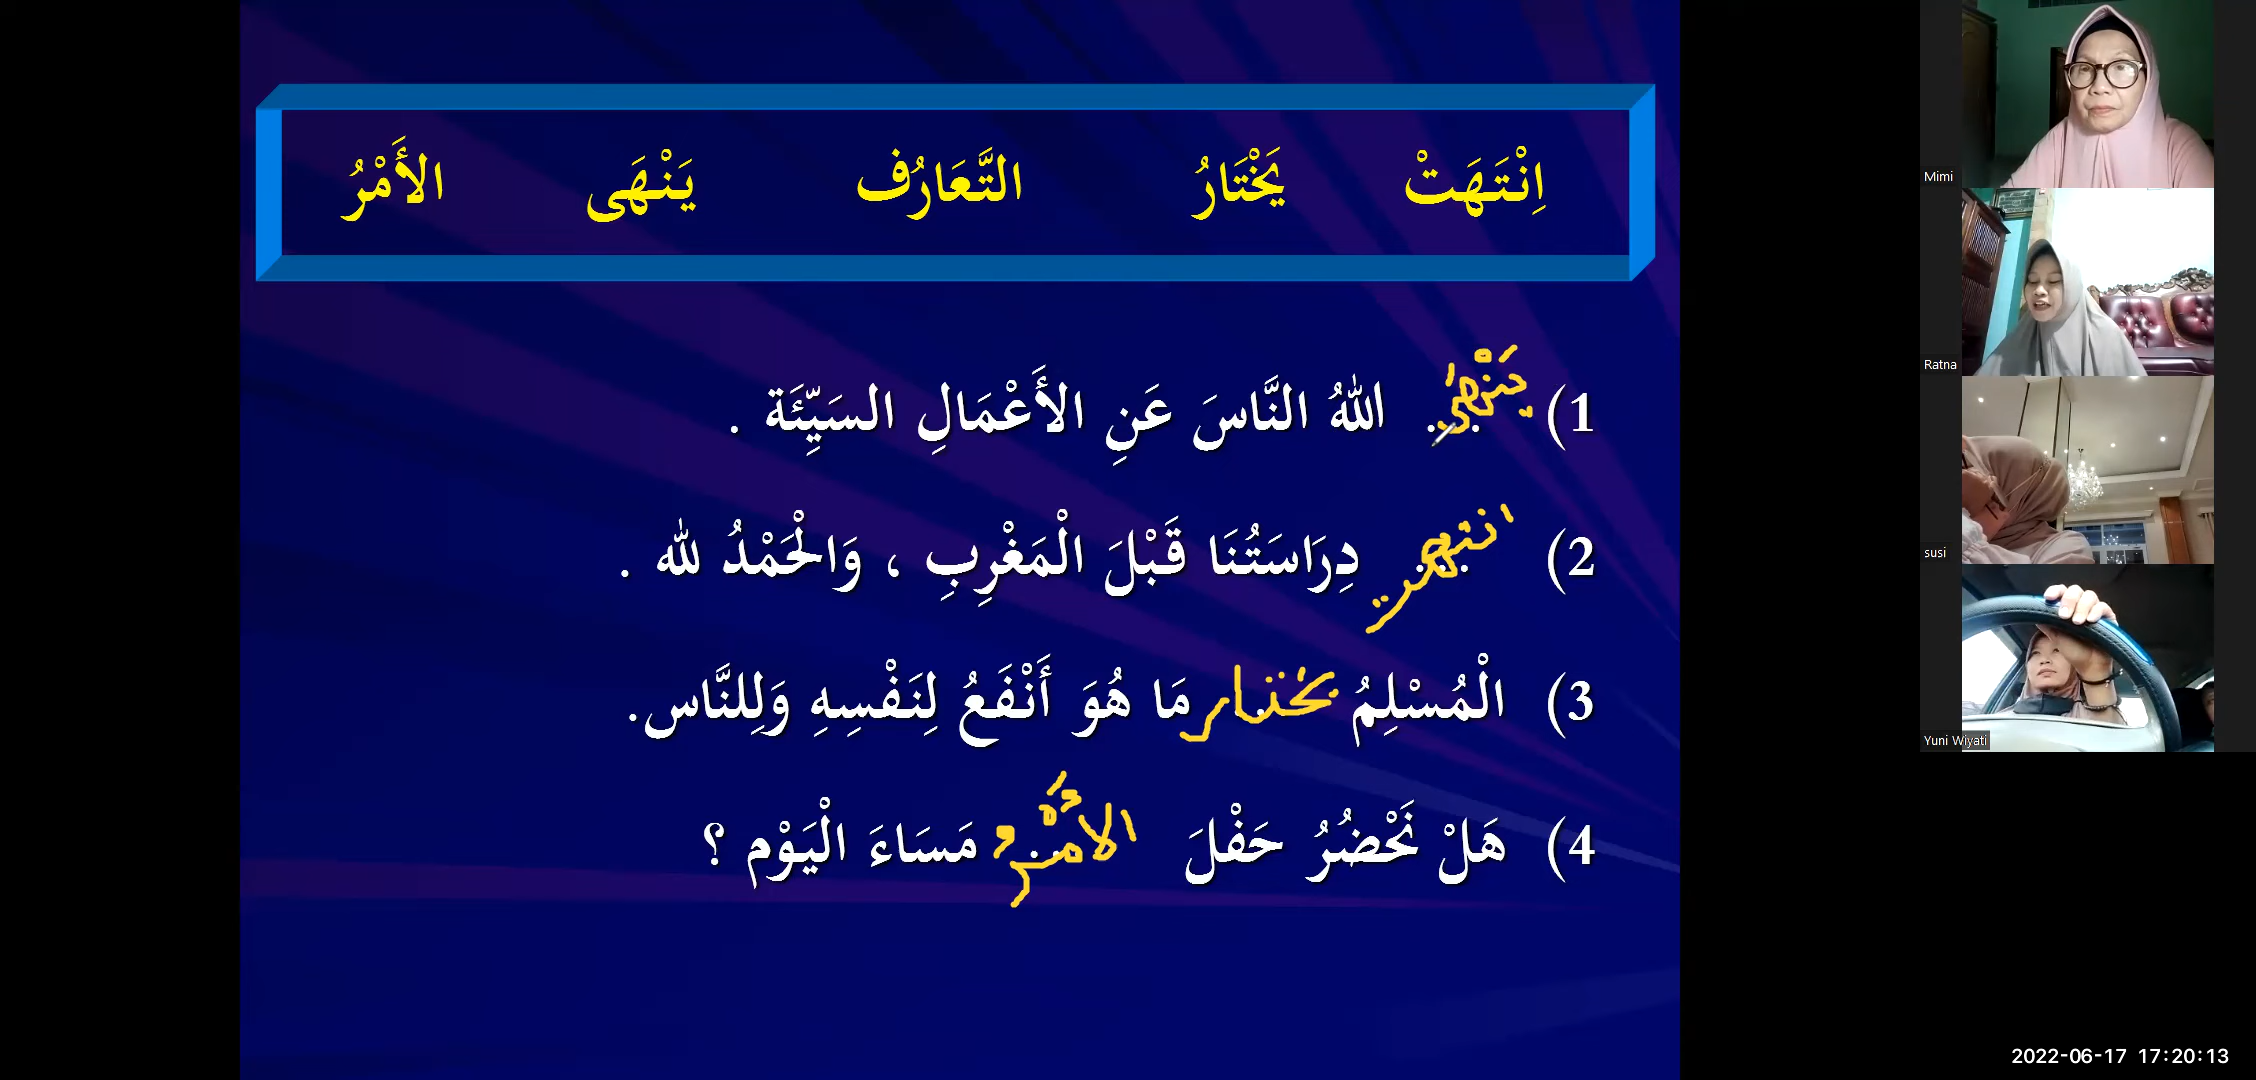 اِنْتَهَتْ يَخْتَارُ التَّعَارُف يَنْهَى الأَمْرُ
1) يَنْهَى ... اللهُ النَّاسَ عَنِ الأَعْمَالِ السَيِّئَة .
2) انتهت ... دِرَاسَتُنَا قَبْلَ الْمَغْرِبِ ، وَالْحَمْدُ لله .
3) الْمُسْلِمُ يختار مَا هُوَ أَنْفَعُ لِنَفْسِهِ وَلِلنَّاس.
4) هَلْ نَحْضُرُ حَفْلَ الأَمْرُ ... مَسَاءَ الْيَوْم ؟
Mimi
Ratna
susi
Yuni Wiyati
2022-06-17 17:20:13